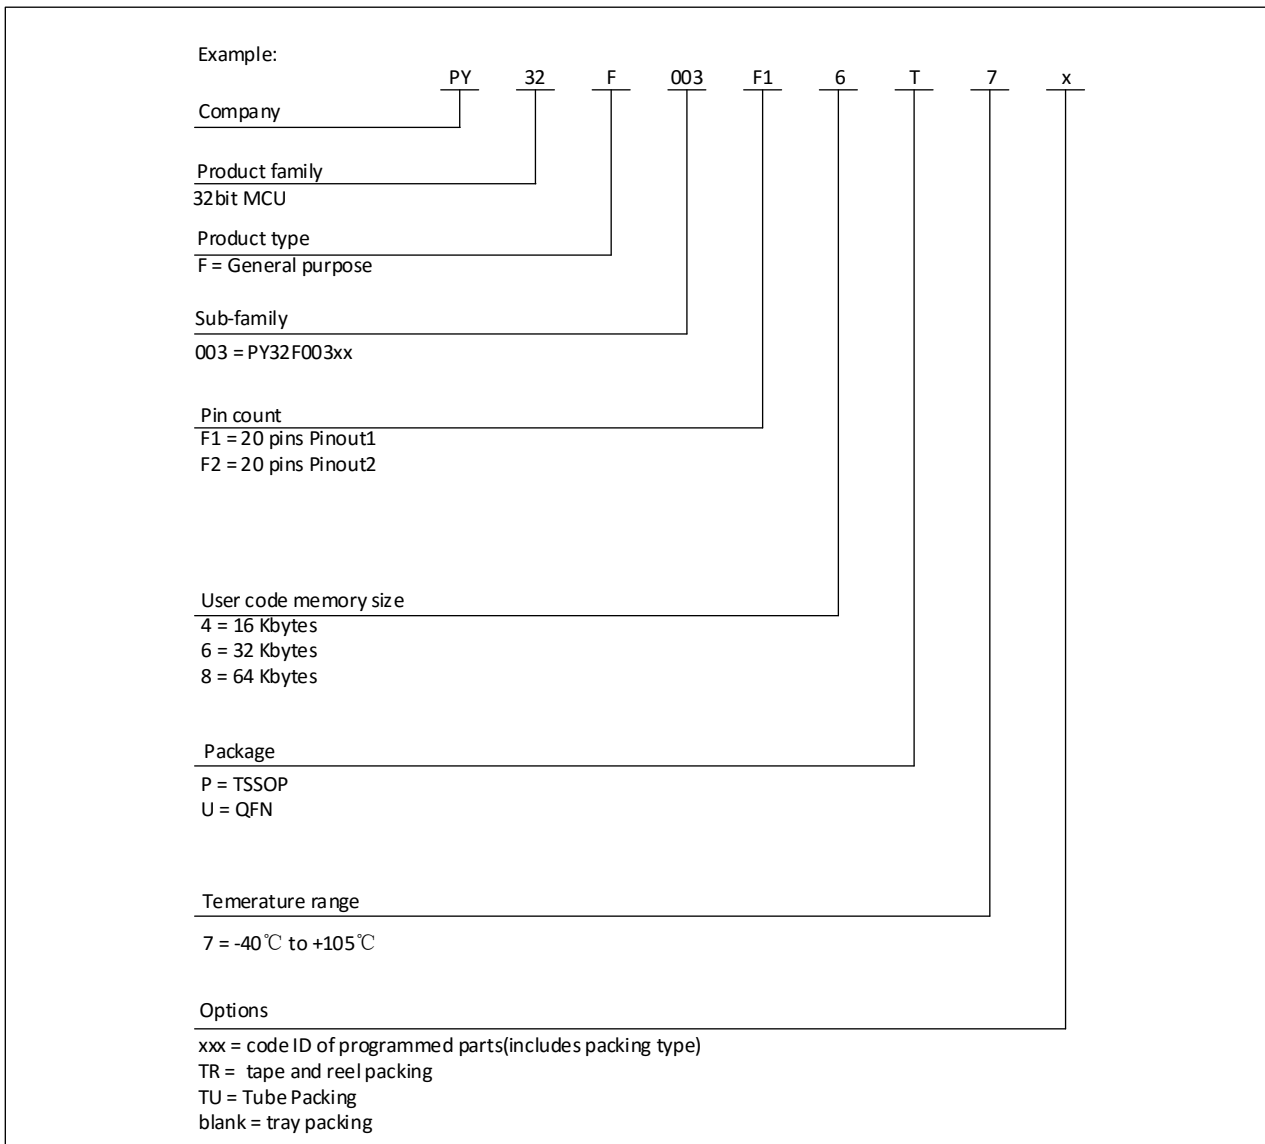 Example:
PY 32 F 003 F1 6 T 7 x
Company
Product family
32bit MCU
Product type
F = General purpose
Sub-family
003 = PY32F003xx
Pin count
F1 = 20 pins Pinout1
F2 = 20 pins Pinout2
User code memory size
4 = 16 Kbytes
6 = 32 Kbytes
8 = 64 Kbytes
Package
P = TSSOP
U = QFN
Temerature range
7 = -40℃ to +105℃
Options
xxx = code ID of programmed parts(includes packing type)
TR = tape and reel packing
TU = Tube Packing
blank = tray packing